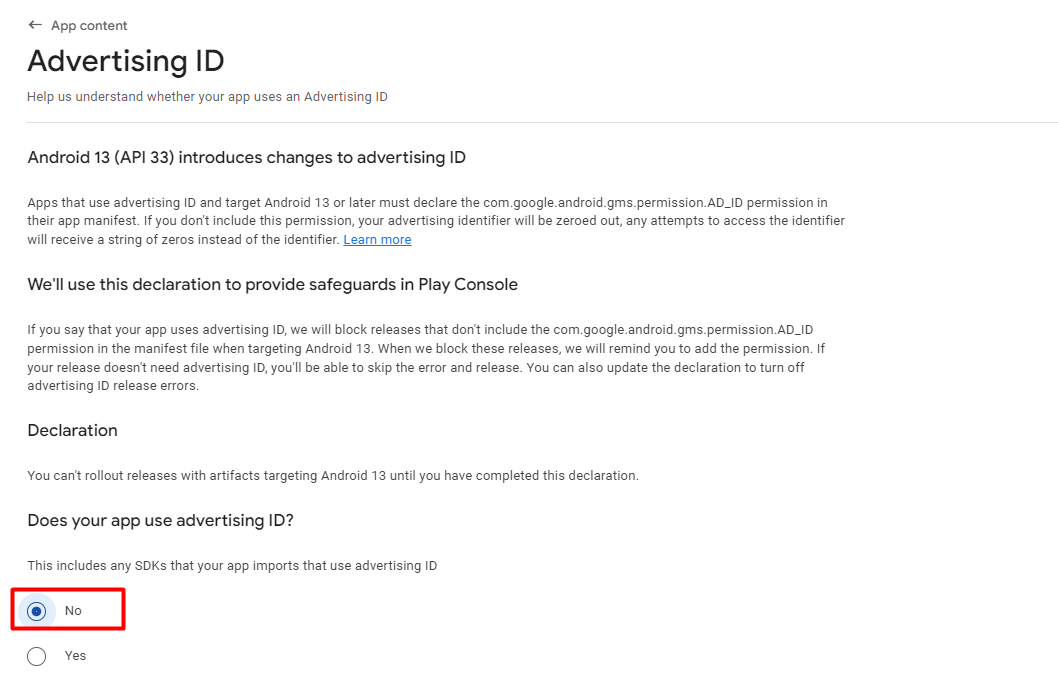 ← App content
Advertising ID
Help us understand whether your app uses an Advertising ID
Android 13 (API 33) introduces changes to advertising ID
Apps that use advertising ID and target Android 13 or later must declare the com.google.android.gms.permission.AD_ID permission in
their app manifest. If you don't include this permission, your advertising identifier will be zeroed out, any attempts to access the identifier
will receive a string of zeros instead of the identifier. Learn more
We'll use this declaration to provide safeguards in Play Console
If you say that your app uses advertising ID, we will block releases that don't include the com.google.android.gms.permission.AD_ID
permission in the manifest file when targeting Android 13. When we block these releases, we will remind you to add the permission. If
your release doesn't need advertising ID, you'll be able to skip the error and release. You can also update the declaration to turn off
advertising ID release errors.
Declaration
You can't rollout releases with artifacts targeting Android 13 until you have completed this declaration.
Does your app use advertising ID?
This includes any SDKs that your app imports that use advertising ID
No
Yes